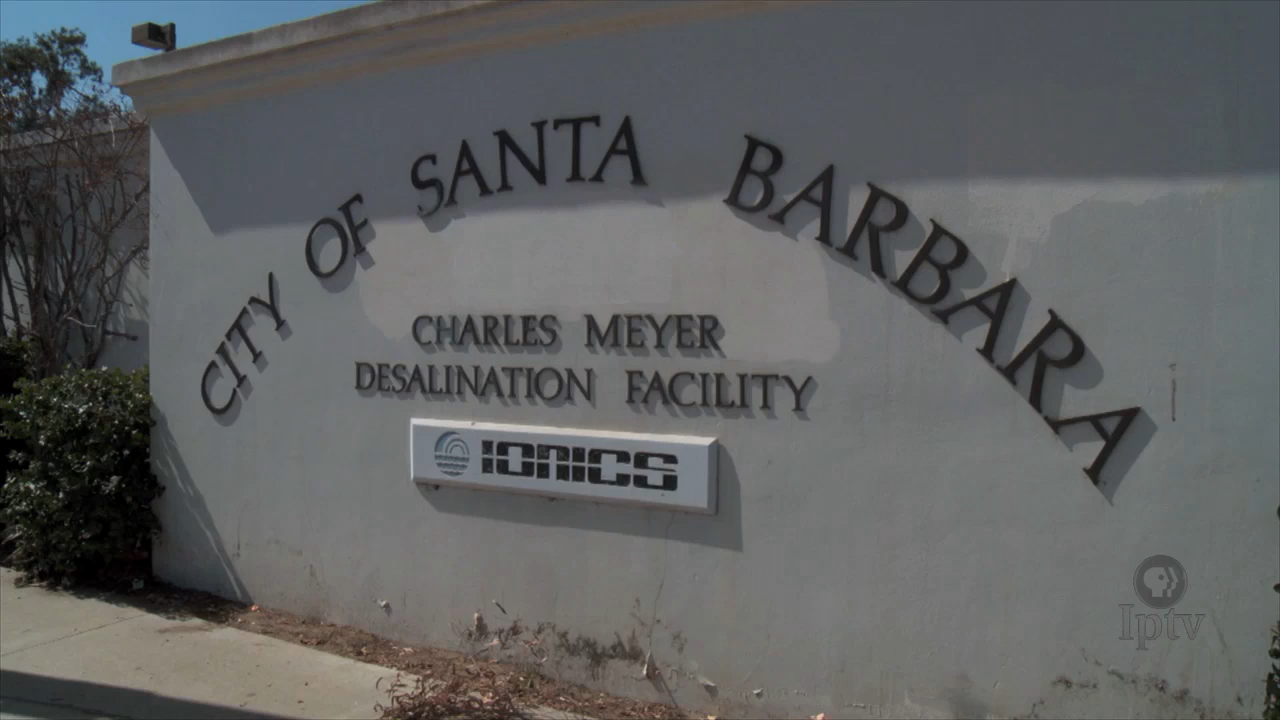 CITY OF SANTA BARBARA
CHARLES MEYER
DESALINATION FACILITY
IONICS
Iptv